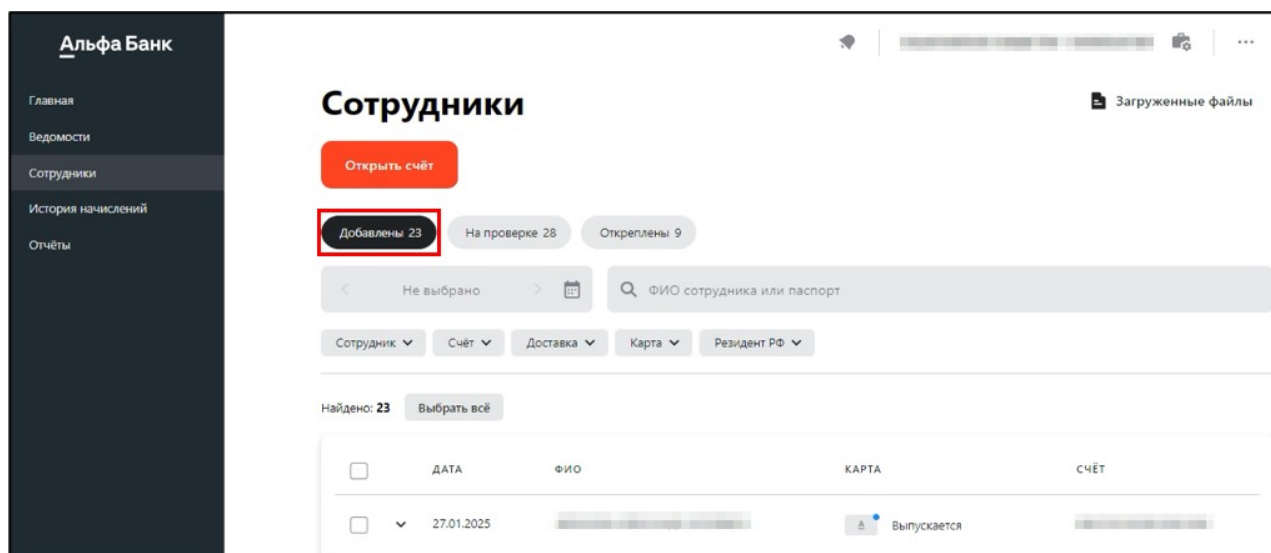 Альфа Банк
Главная
Ведомости
Сотрудники
История начислений
Отчёты
Сотрудники
Загруженные файлы
Открыть счёт
Добавлены 23
На проверке 28
Откреплены 9
Не выбрано
ФИО сотрудника или паспорт
Сотрудник
Счёт
Доставка
Карта
Резидент РФ
Найдено: 23
Выбрать всё
ДАТА ФИО КАРТА СЧЁТ
27.01.2025 Выпускается